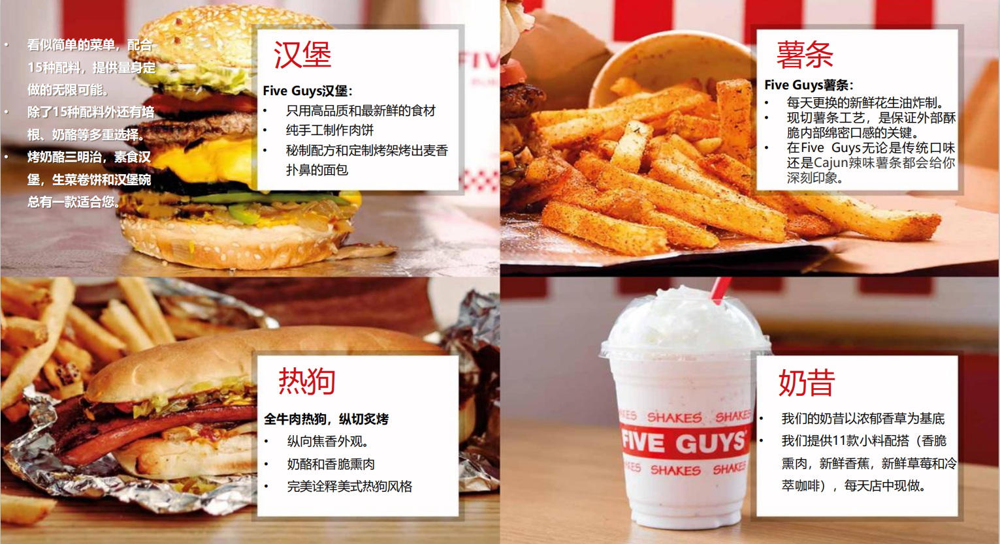 • 看似简单的菜单，配合
15种配料，提供量身定
做的无限可能。
• 除了15种配料外还有培
根、奶酪等多重选择。
• 烤奶酪三明治，素食汉
堡，生菜卷饼和汉堡碗
总有一款适合您。
汉堡
Five Guys汉堡：
• 只用高品质和最新鲜的食材
• 纯手工制作肉饼
• 秘制配方和定制烤架烤出麦香
扑鼻的面包
FIV
薯条
Five Guys薯条：
• 每天更换的新鲜花生油炸制。
• 现切薯条工艺，是保证外部酥
脆内部绵密口感的关键。
• 在Five Guys无论是传统口味
还是Cajun辣味薯条都会给你
深刻印象。
热狗
全牛肉热狗，纵切炙烤
• 纵向焦香外观。
• 奶酪和香脆熏肉
• 完美诠释美式热狗风格
KES SHAKES SHAKES
FIVE GUYS
KES SHAKES SHAKES
奶昔
• 我们的奶昔以浓郁香草为基底
• 我们提供11款小料配搭（香脆
熏肉，新鲜香蕉，新鲜草莓和冷
萃咖啡），每天店中现做。